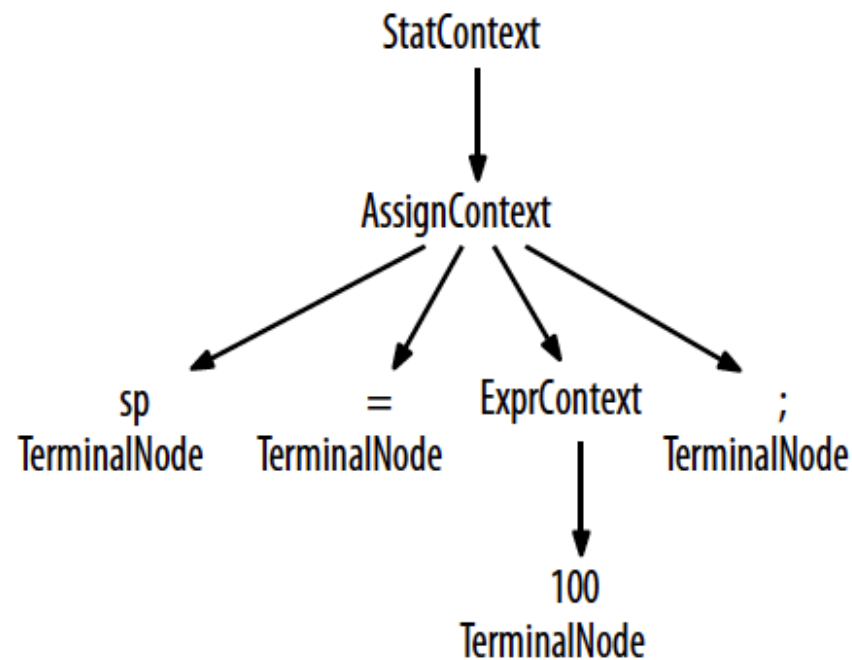 StatContext
AssignContext
sp
TerminalNode
=
TerminalNode
ExprContext
;
TerminalNode
100
TerminalNode